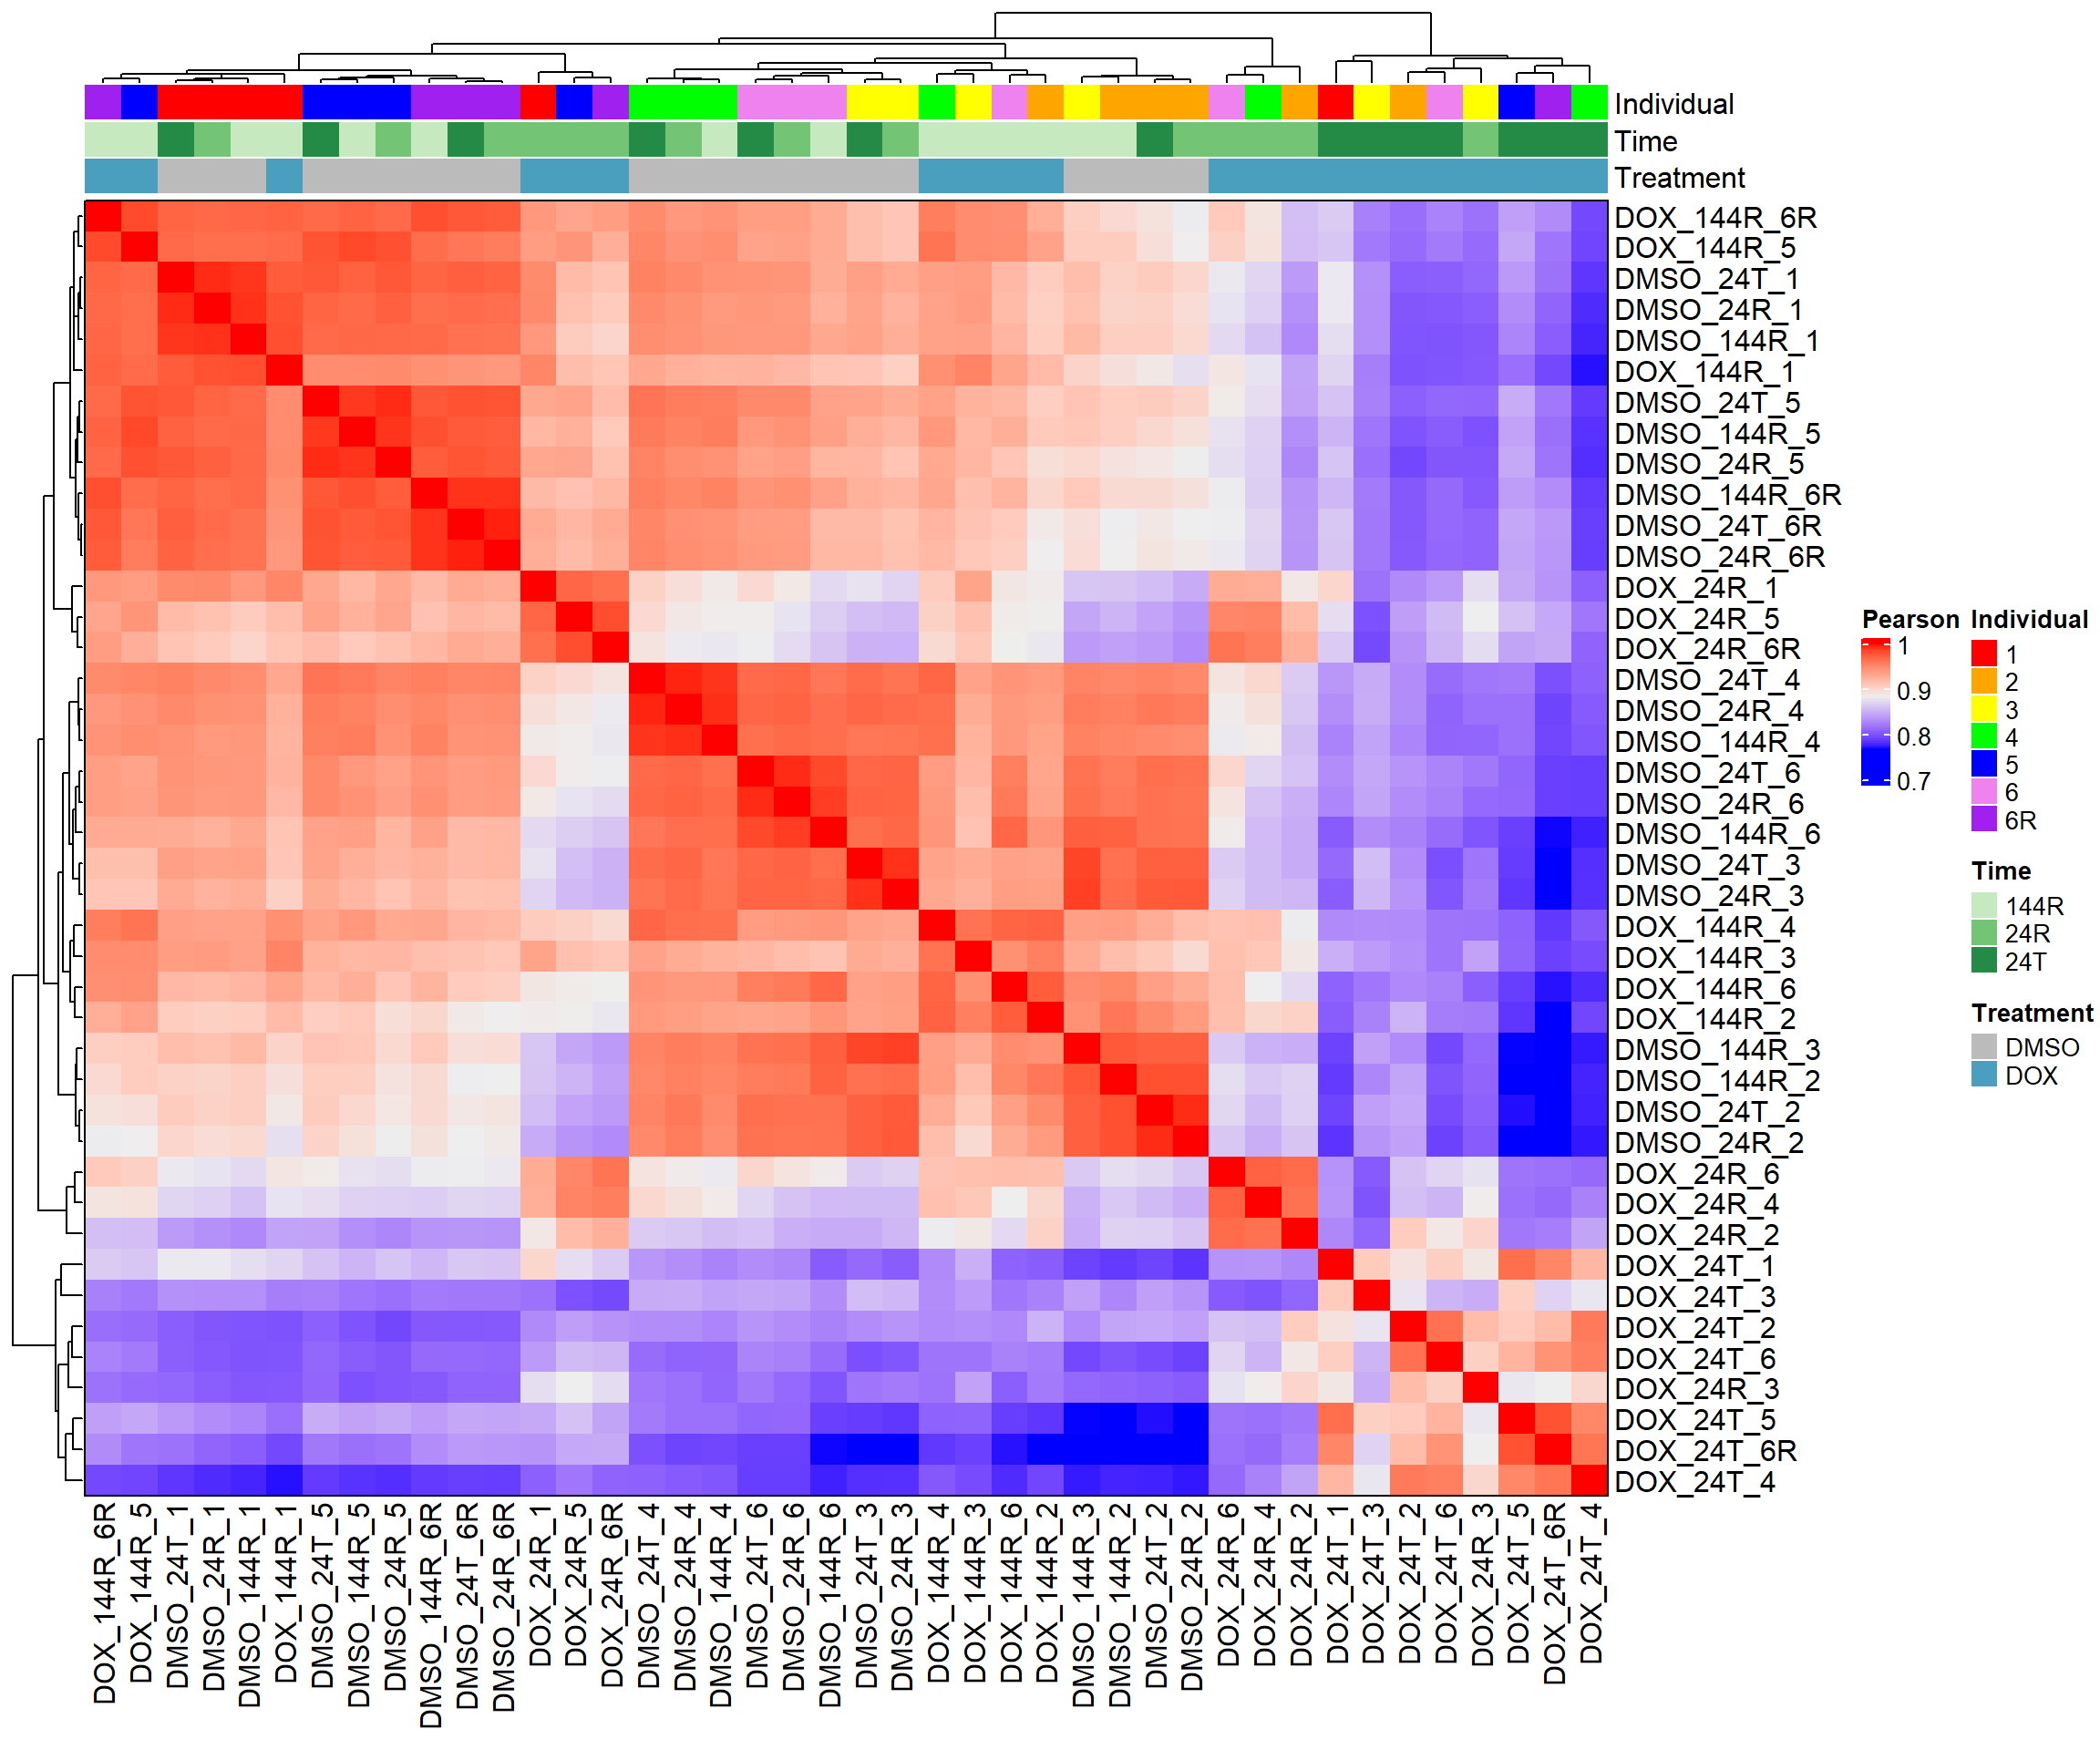 Individual
Time
Treatment
DOX_144R_6R
DOX_144R_5
DMSO_24T_1
DMSO_24R_1
DMSO_144R_1
DOX_144R_1
DMSO_24T_5
DMSO_144R_5
DMSO_24R_5
DMSO_144R_6R
DMSO_24T_6R
DMSO_24R_6R
DOX_24R_1
DOX_24R_5
DOX_24R_6R
DMSO_24T_4
DMSO_24R_4
DMSO_144R_4
DMSO_24T_6
DMSO_24R_6
DMSO_144R_6
DMSO_24T_3
DMSO_24R_3
DOX_144R_4
DOX_144R_3
DOX_144R_6
DOX_144R_2
DMSO_144R_3
DMSO_144R_2
DMSO_24T_2
DMSO_24R_2
DOX_24R_6
DOX_24R_4
DOX_24R_2
DOX_24T_1
DOX_24T_3
DOX_24T_2
DOX_24T_6
DOX_24R_3
DOX_24T_5
DOX_24T_6R
DOX_24T_4
DOX_144R_6R
DOX_144R_5
DMSO_24T_1
DMSO_24R_1
DMSO_144R_1
DOX_144R_1
DMSO_24T_5
DMSO_144R_5
DMSO_24R_5
DMSO_144R_6R
DMSO_24T_6R
DMSO_24R_6R
DOX_24R_1
DOX_24R_5
DOX_24R_6R
DMSO_24T_4
DMSO_24R_4
DMSO_144R_4
DMSO_24T_6
DMSO_24R_6
DMSO_144R_6
DMSO_24T_3
DMSO_24R_3
DOX_144R_4
DOX_144R_3
DOX_144R_6
DOX_144R_2
DMSO_144R_3
DMSO_144R_2
DMSO_24T_2
DMSO_24R_2
DOX_24R_6
DOX_24R_4
DOX_24R_2
DOX_24T_1
DOX_24T_3
DOX_24T_2
DOX_24T_6
DOX_24R_3
DOX_24T_5
DOX_24T_6R
DOX_24T_4
Pearson
1
0.9
0.8
0.7
Individual
1
2
3
4
5
6
6R
Time
144R
24R
24T
Treatment
DMSO
DOX